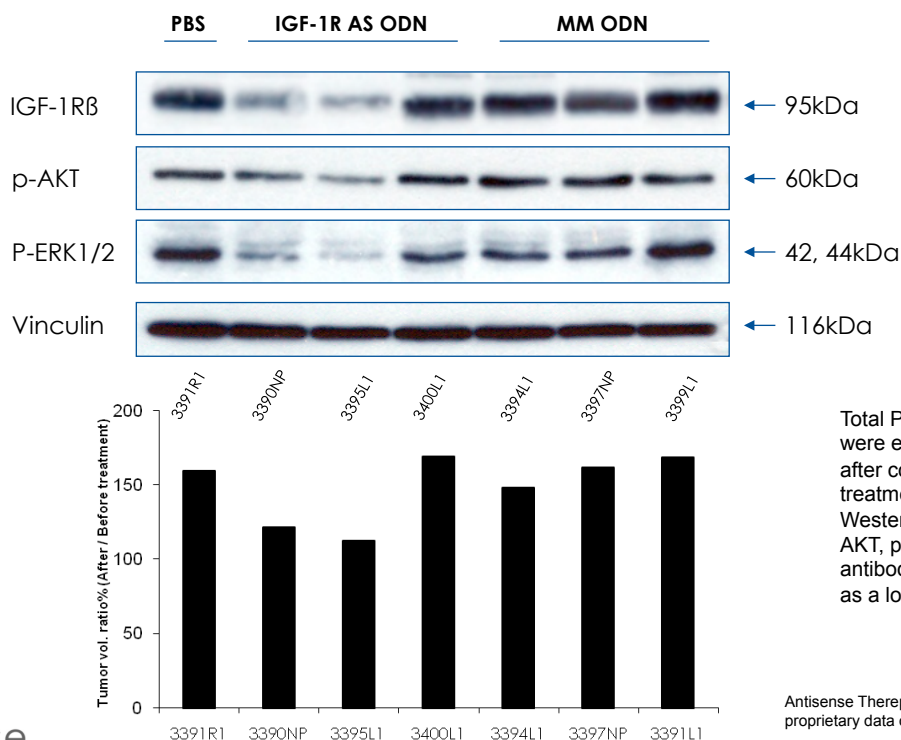 PBS IGF-1R AS ODN MM ODN
IGF-1Rß 95kDa
p-AKT 60kDa
P-ERK1/2 42, 44kDa
Vinculin 116kDa
3391R1 3390NP 3395L1 3400L1 3394L1 3397NP 3399L1
Tumor vol. ratio% (After / Before treatment)
200
150
100
50
0
3391R1 3390NP 3395L1 3400L1 3394L1 3397NP 3391L1
Total P
were e
after co
treatme
Wester
AKT, p
antibod
as a lo
Antisense Therep
proprietary data
e